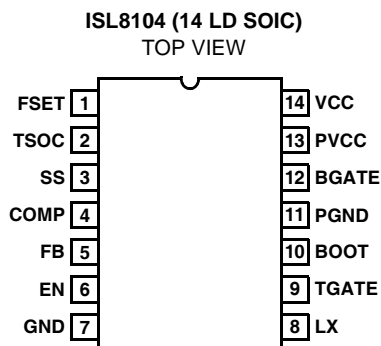 ISL8104 (14 LD SOIC)
TOP VIEW
FSET 1 14 VCC
TSOC 2 13 PVCC
SS 3 12 BGATE
COMP 4 11 PGND
FB 5 10 BOOT
EN 6 9 TGATE
GND 7 8 LX